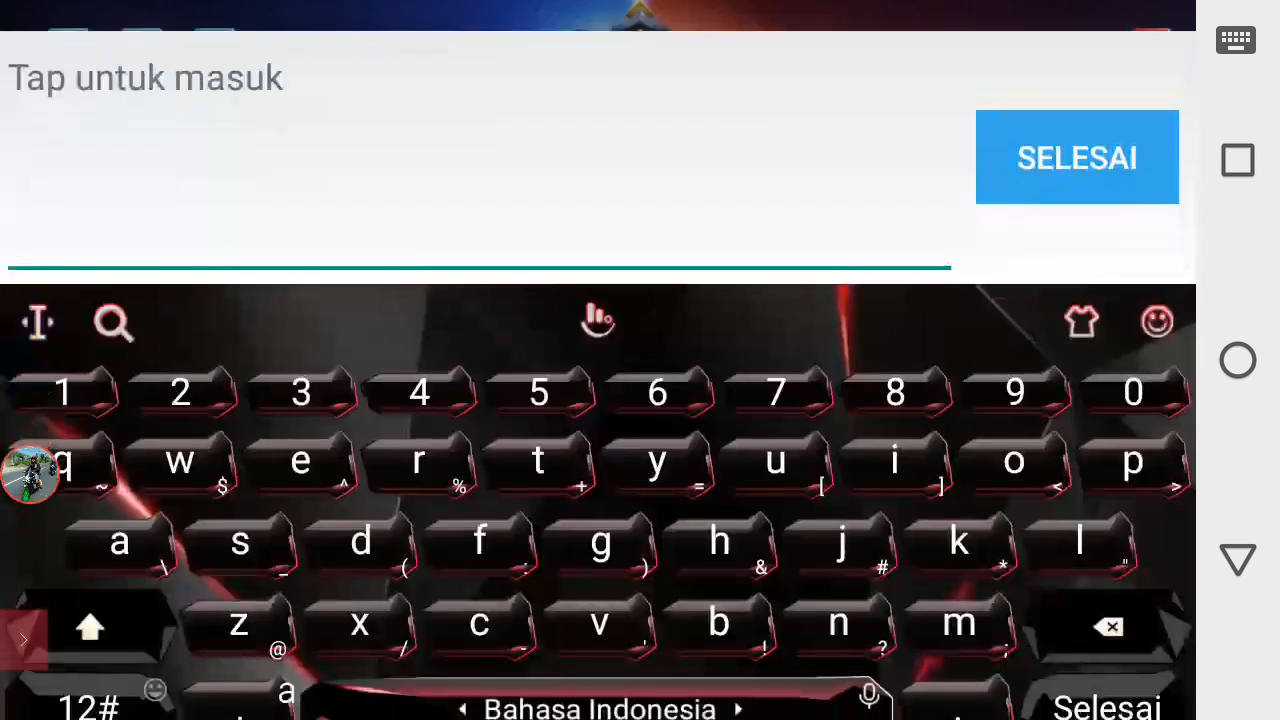 Tap untuk masuk
SELESAI
1 2 3 4 5 6 7 8 9 0
q w e r t y u i o p
~ $ ^ % + = [ ] < >
a s d f g h j k l
\ _ ( : ) & # * "
z x c v b n m
@ / - ' ! ? ;
12# a Bahasa Indonesia Selesai